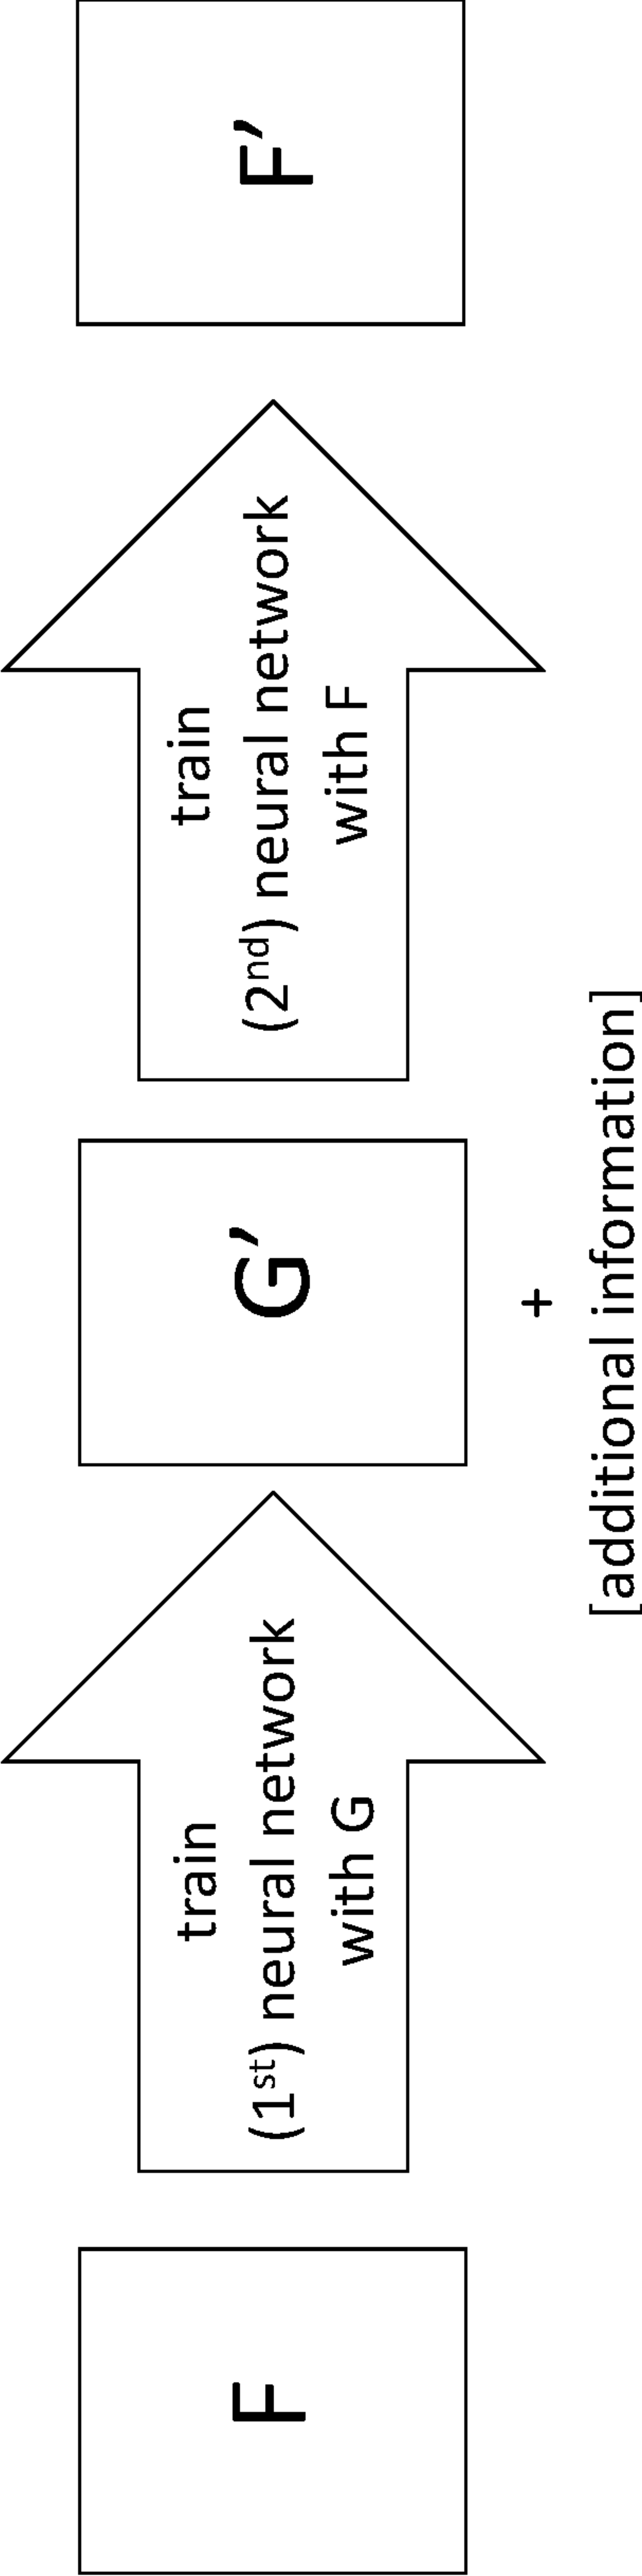 F
train
(1st) neural network
with G
G’
+
[additional information]
train
(2nd) neural network
with F
F’